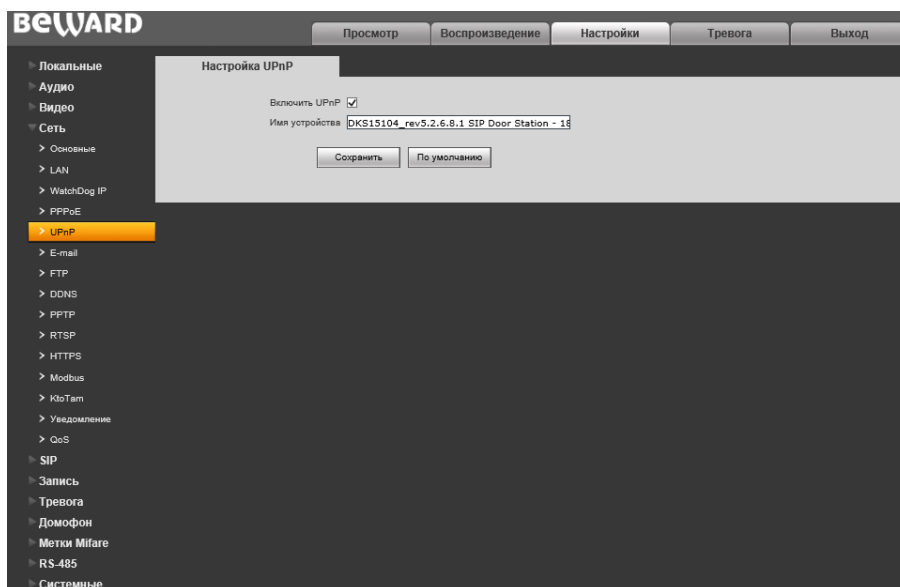 BEWARD
Просмотр
Воспроизведение
Настройки
Тревога
Выход
Локальные
Аудио
Видео
Сеть
Основные
LAN
WatchDog IP
PPPoE
UPnP
E-mail
FTP
DDNS
PPTP
RTSP
HTTPS
Modbus
KtoTam
Уведомление
QoS
SIP
Запись
Тревога
Домофон
Метки Mifare
RS-485
Системные
Настройка UPnP
Включить UPnP
Имя устройства DKS15104_rev5.2.6.8.1 SIP Door Station - 18
Сохранить
По умолчанию